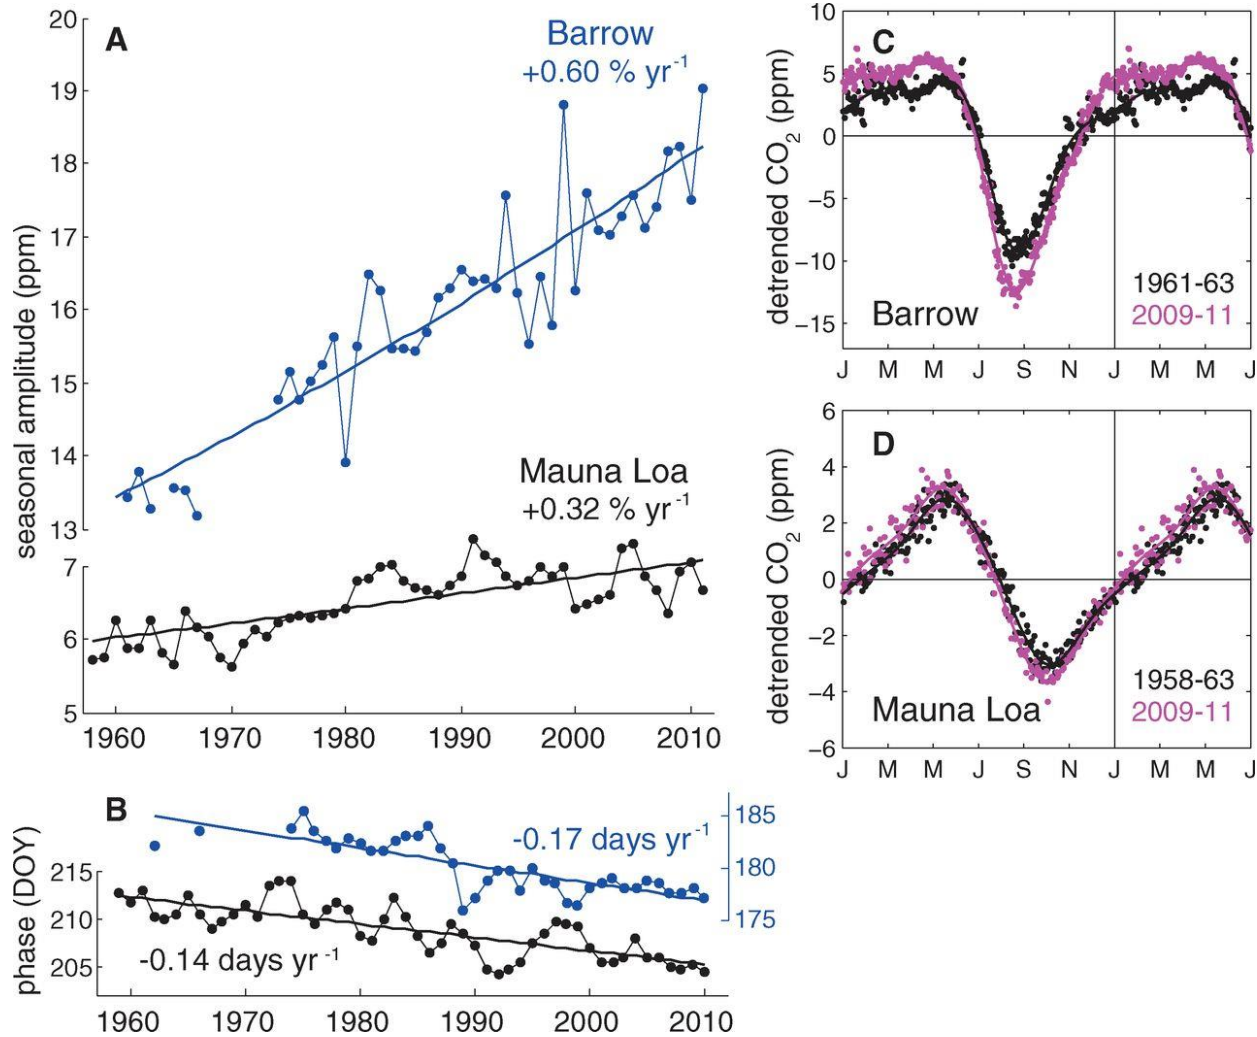 A
Barrow
+0.60 % yr⁻¹
Mauna Loa
+0.32 % yr⁻¹
seasonal amplitude (ppm)
20
19
18
17
16
15
14
13
7
6
5
1960 1970 1980 1990 2000 2010
B
-0.17 days yr⁻¹
-0.14 days yr⁻¹
phase (DOY)
215
210
205
185
180
175
1960 1970 1980 1990 2000 2010
C
detrended CO₂ (ppm)
10
5
0
−5
−10
−15
Barrow
1961-63
2009-11
J M M J S N J M M J
D
detrended CO₂ (ppm)
6
4
2
0
−2
−4
−6
Mauna Loa
1958-63
2009-11
J M M J S N J M M J